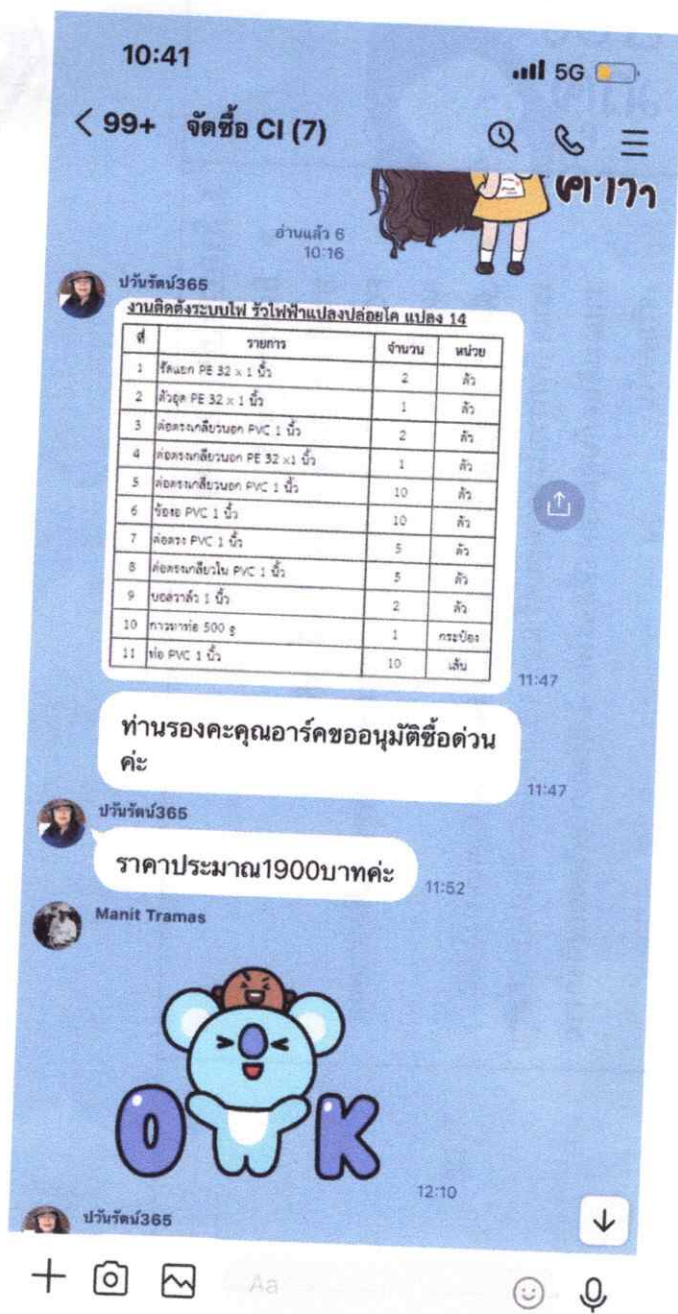 10:41
5G
99+ จัดซื้อ CI (7)
ค่าาา
อ่านแล้ว 6
10:16
ปวันรัตน์365
งานติดตั้งระบบไฟ รั้วไฟฟ้าแปลงปล่อยโค แปลง 14
ที่ รายการ จำนวน หน่วย
1 รัดแยก PE 32 x 1 นิ้ว 2 ตัว
2 ตัวอุด PE 32 x 1 นิ้ว 1 ตัว
3 ต่อตรงเกลียวนอก PVC 1 นิ้ว 2 ตัว
4 ต่อตรงเกลียวนอก PE 32 x1 นิ้ว 1 ตัว
5 ต่อตรงเกลียวนอก PVC 1 นิ้ว 10 ตัว
6 ข้องอ PVC 1 นิ้ว 10 ตัว
7 ต่อตรง PVC 1 นิ้ว 5 ตัว
8 ต่อตรงเกลียวใน PVC 1 นิ้ว 5 ตัว
9 บอลวาล์ว 1 นิ้ว 2 ตัว
10 กาวทาท่อ 500 g 1 กระป๋อง
11 ท่อ PVC 1 นิ้ว 10 เส้น
11:47
ท่านรองคะคุณอาร์คขออนุมัติซื้อด่วน
ค่ะ
11:47
ปวันรัตน์365
ราคาประมาณ1900บาทค่ะ
11:52
Manit Tramas
OK
12:10
ปวันรัตน์365
Aa